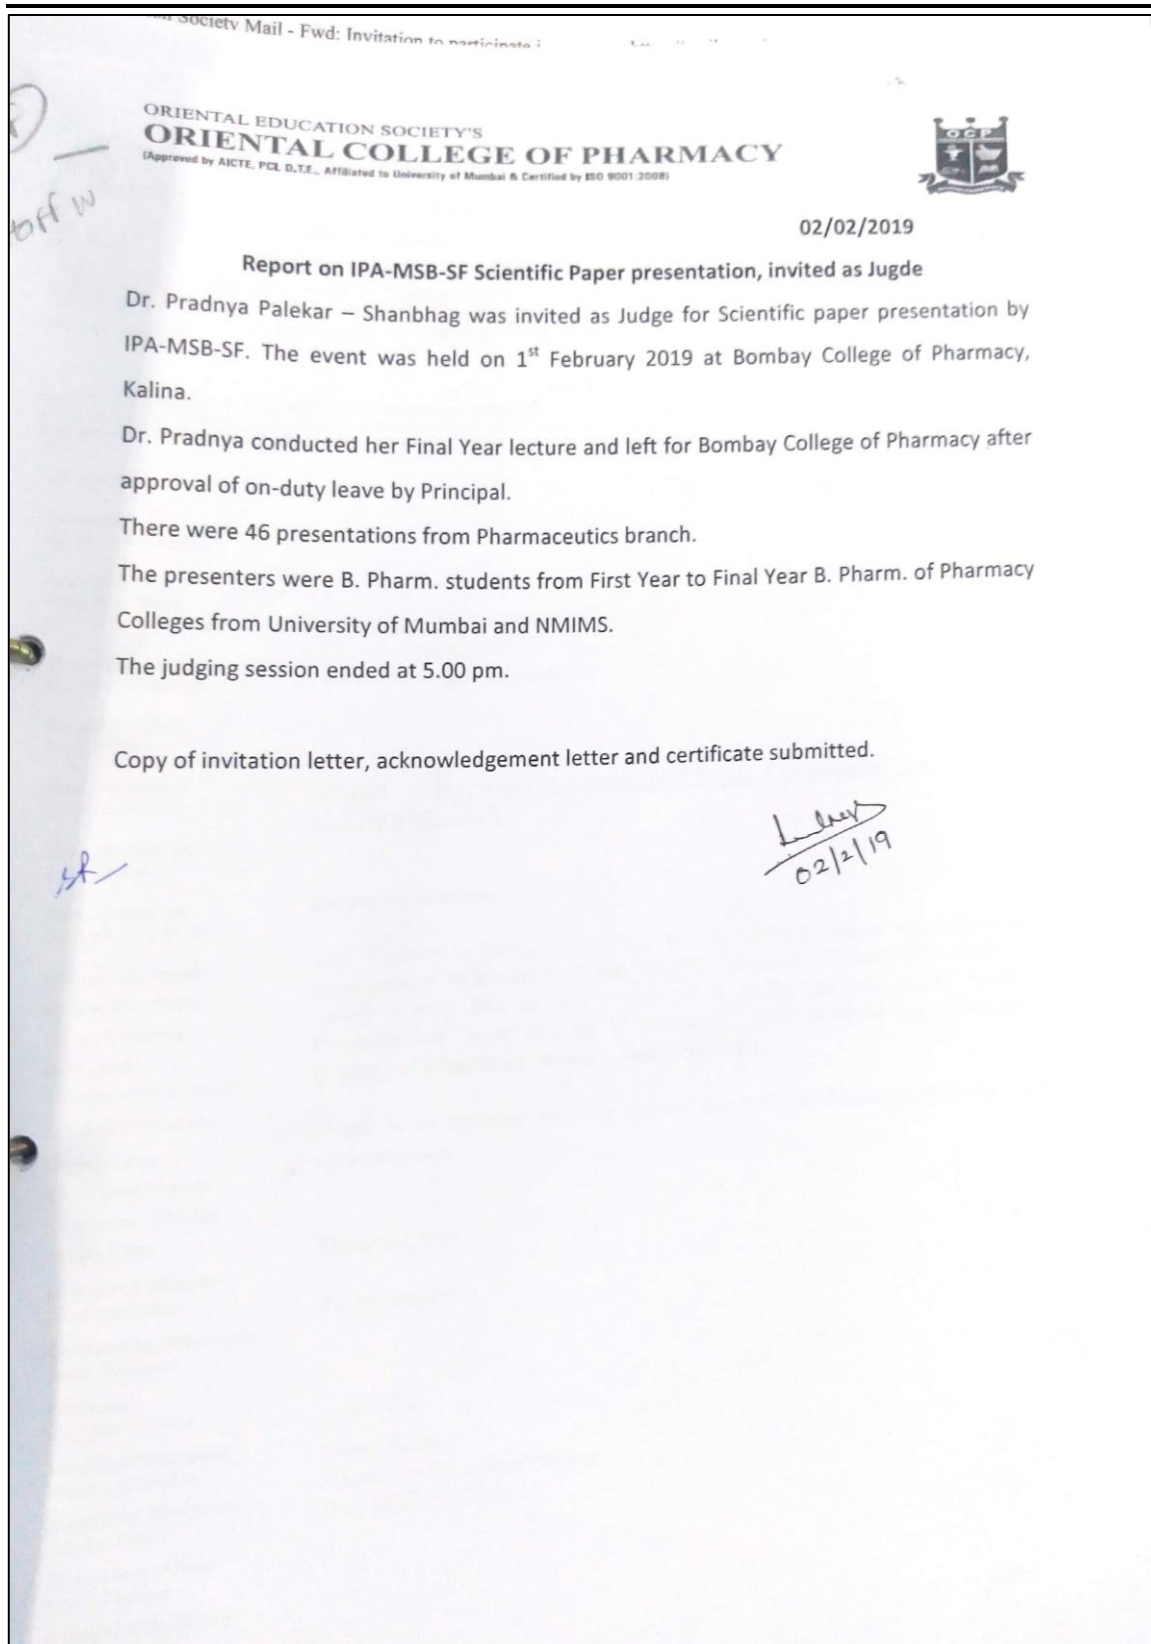 Society Mail - Fwd: Invitation to participate
ORIENTAL EDUCATION SOCIETY'S
ORIENTAL COLLEGE OF PHARMACY
(Approved by AICTE, PCI, D.T.E., Affiliated to University of Mumbai & Certified by ISO 9001:2008)
OCP
02/02/2019
Report on IPA-MSB-SF Scientific Paper presentation, invited as Jugde
Dr. Pradnya Palekar – Shanbhag was invited as Judge for Scientific paper presentation by
IPA-MSB-SF. The event was held on 1st February 2019 at Bombay College of Pharmacy,
Kalina.
Dr. Pradnya conducted her Final Year lecture and left for Bombay College of Pharmacy after
approval of on-duty leave by Principal.
There were 46 presentations from Pharmaceutics branch.
The presenters were B. Pharm. students from First Year to Final Year B. Pharm. of Pharmacy
Colleges from University of Mumbai and NMIMS.
The judging session ended at 5.00 pm.
Copy of invitation letter, acknowledgement letter and certificate submitted.
02/2/19